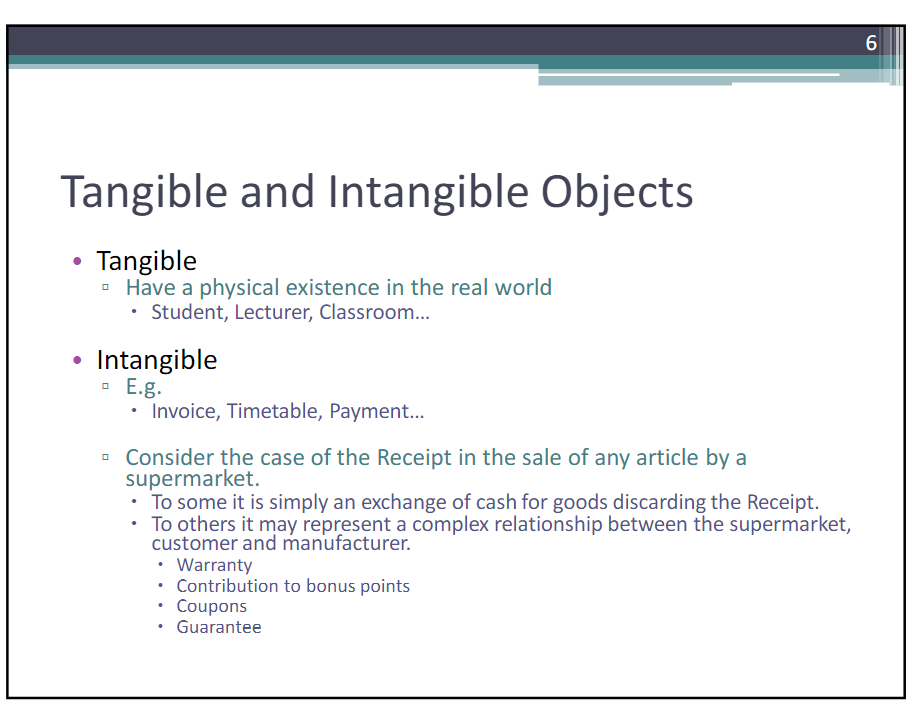 6
Tangible and Intangible Objects
• Tangible
▫ Have a physical existence in the real world
• Student, Lecturer, Classroom...
• Intangible
▫ E.g.
• Invoice, Timetable, Payment...
▫ Consider the case of the Receipt in the sale of any article by a
supermarket.
• To some it is simply an exchange of cash for goods discarding the Receipt.
• To others it may represent a complex relationship between the supermarket,
customer and manufacturer.
• Warranty
• Contribution to bonus points
• Coupons
• Guarantee